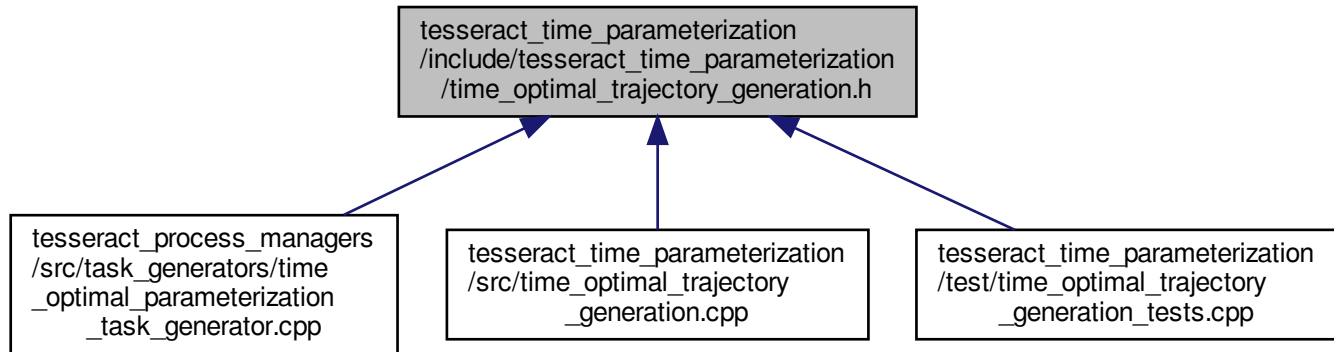 tesseract_time_parameterization
/include/tesseract_time_parameterization
/time_optimal_trajectory_generation.h
tesseract_process_managers
/src/task_generators/time
_optimal_parameterization
_task_generator.cpp
tesseract_time_parameterization
/src/time_optimal_trajectory
_generation.cpp
tesseract_time_parameterization
/test/time_optimal_trajectory
_generation_tests.cpp